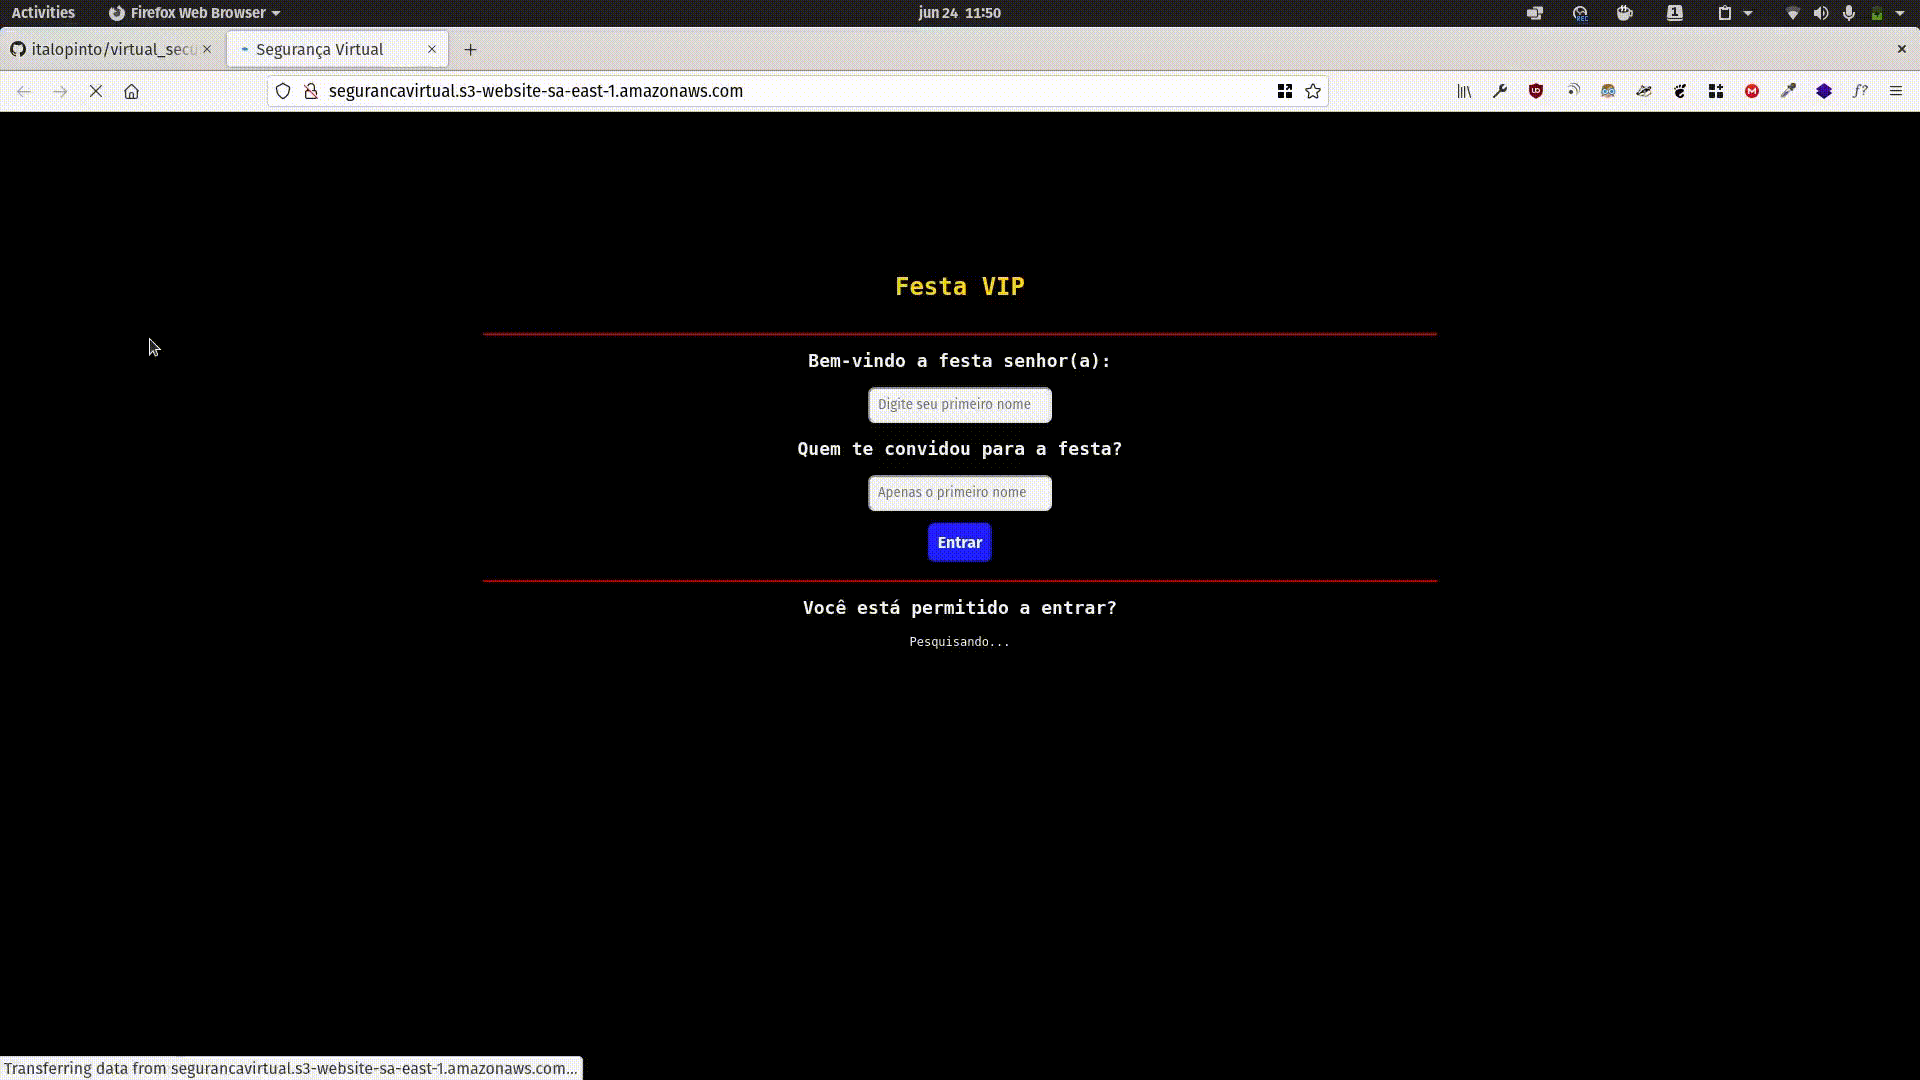 Activities
Firefox Web Browser
jun 24 11:50
REC
1
italopinto/virtual_secu
Segurança Virtual
segurancavirtual.s3-website-sa-east-1.amazonaws.com
f?
Festa VIP
Bem-vindo a festa senhor(a):
Digite seu primeiro nome
Quem te convidou para a festa?
Apenas o primeiro nome
Entrar
Você está permitido a entrar?
Pesquisando...
Transferring data from segurancavirtual.s3-website-sa-east-1.amazonaws.com...